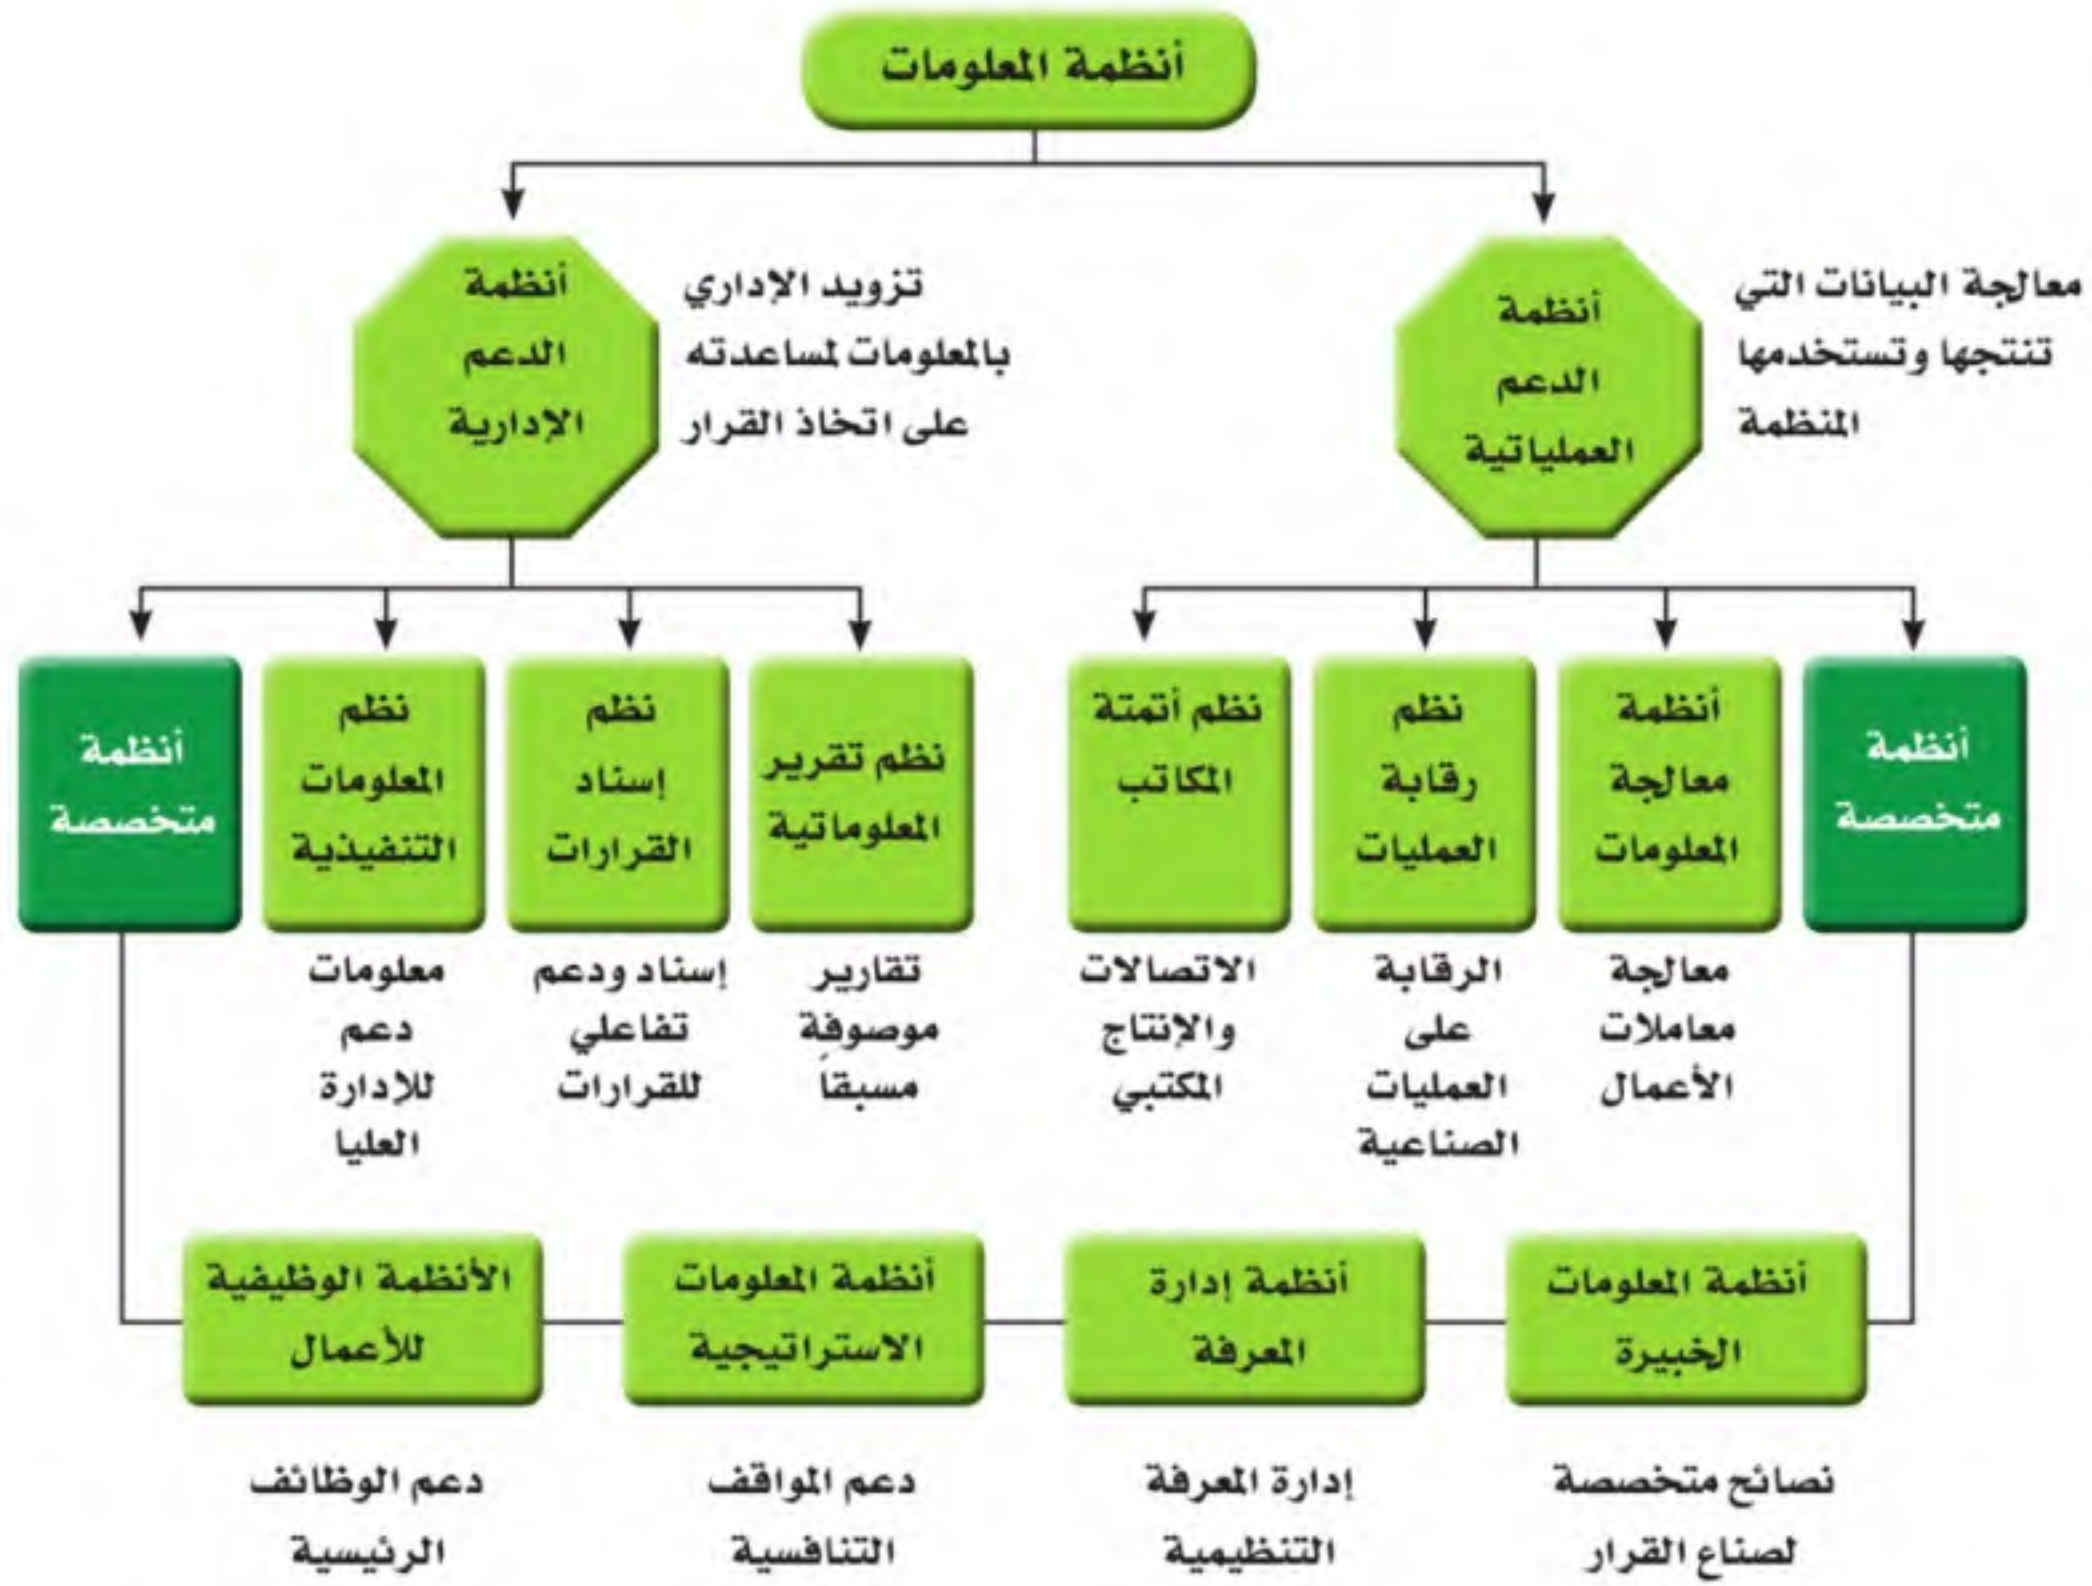 أنظمة المعلومات
معالجة البيانات التي
تنتجها وتستخدمها
المنظمة
أنظمة
الدعم
العملياتية
تزويد الإداري
بالمعلومات لمساعدته
على اتخاذ القرار
أنظمة
الدعم
الإدارية
أنظمة
متخصصة
أنظمة
معالجة
المعلومات
معالجة
معاملات
الأعمال
نظم
رقابة
العمليات
الرقابة
على
العمليات
الصناعية
نظم أتمتة
المكاتب
الاتصالات
والإنتاج
المكتبي
نظم تقرير
المعلوماتية
تقارير
موصوفة
مسبقاً
نظم
إسناد
القرارات
إسناد ودعم
تفاعلي
للقرارات
نظم
المعلومات
التنفيذية
معلومات
دعم
للإدارة
العليا
أنظمة
متخصصة
أنظمة المعلومات
الخبيرة
نصائح متخصصة
لصناع القرار
أنظمة إدارة
المعرفة
إدارة المعرفة
التنظيمية
أنظمة المعلومات
الاستراتيجية
دعم المواقف
التنافسية
الأنظمة الوظيفية
للأعمال
دعم الوظائف
الرئيسية